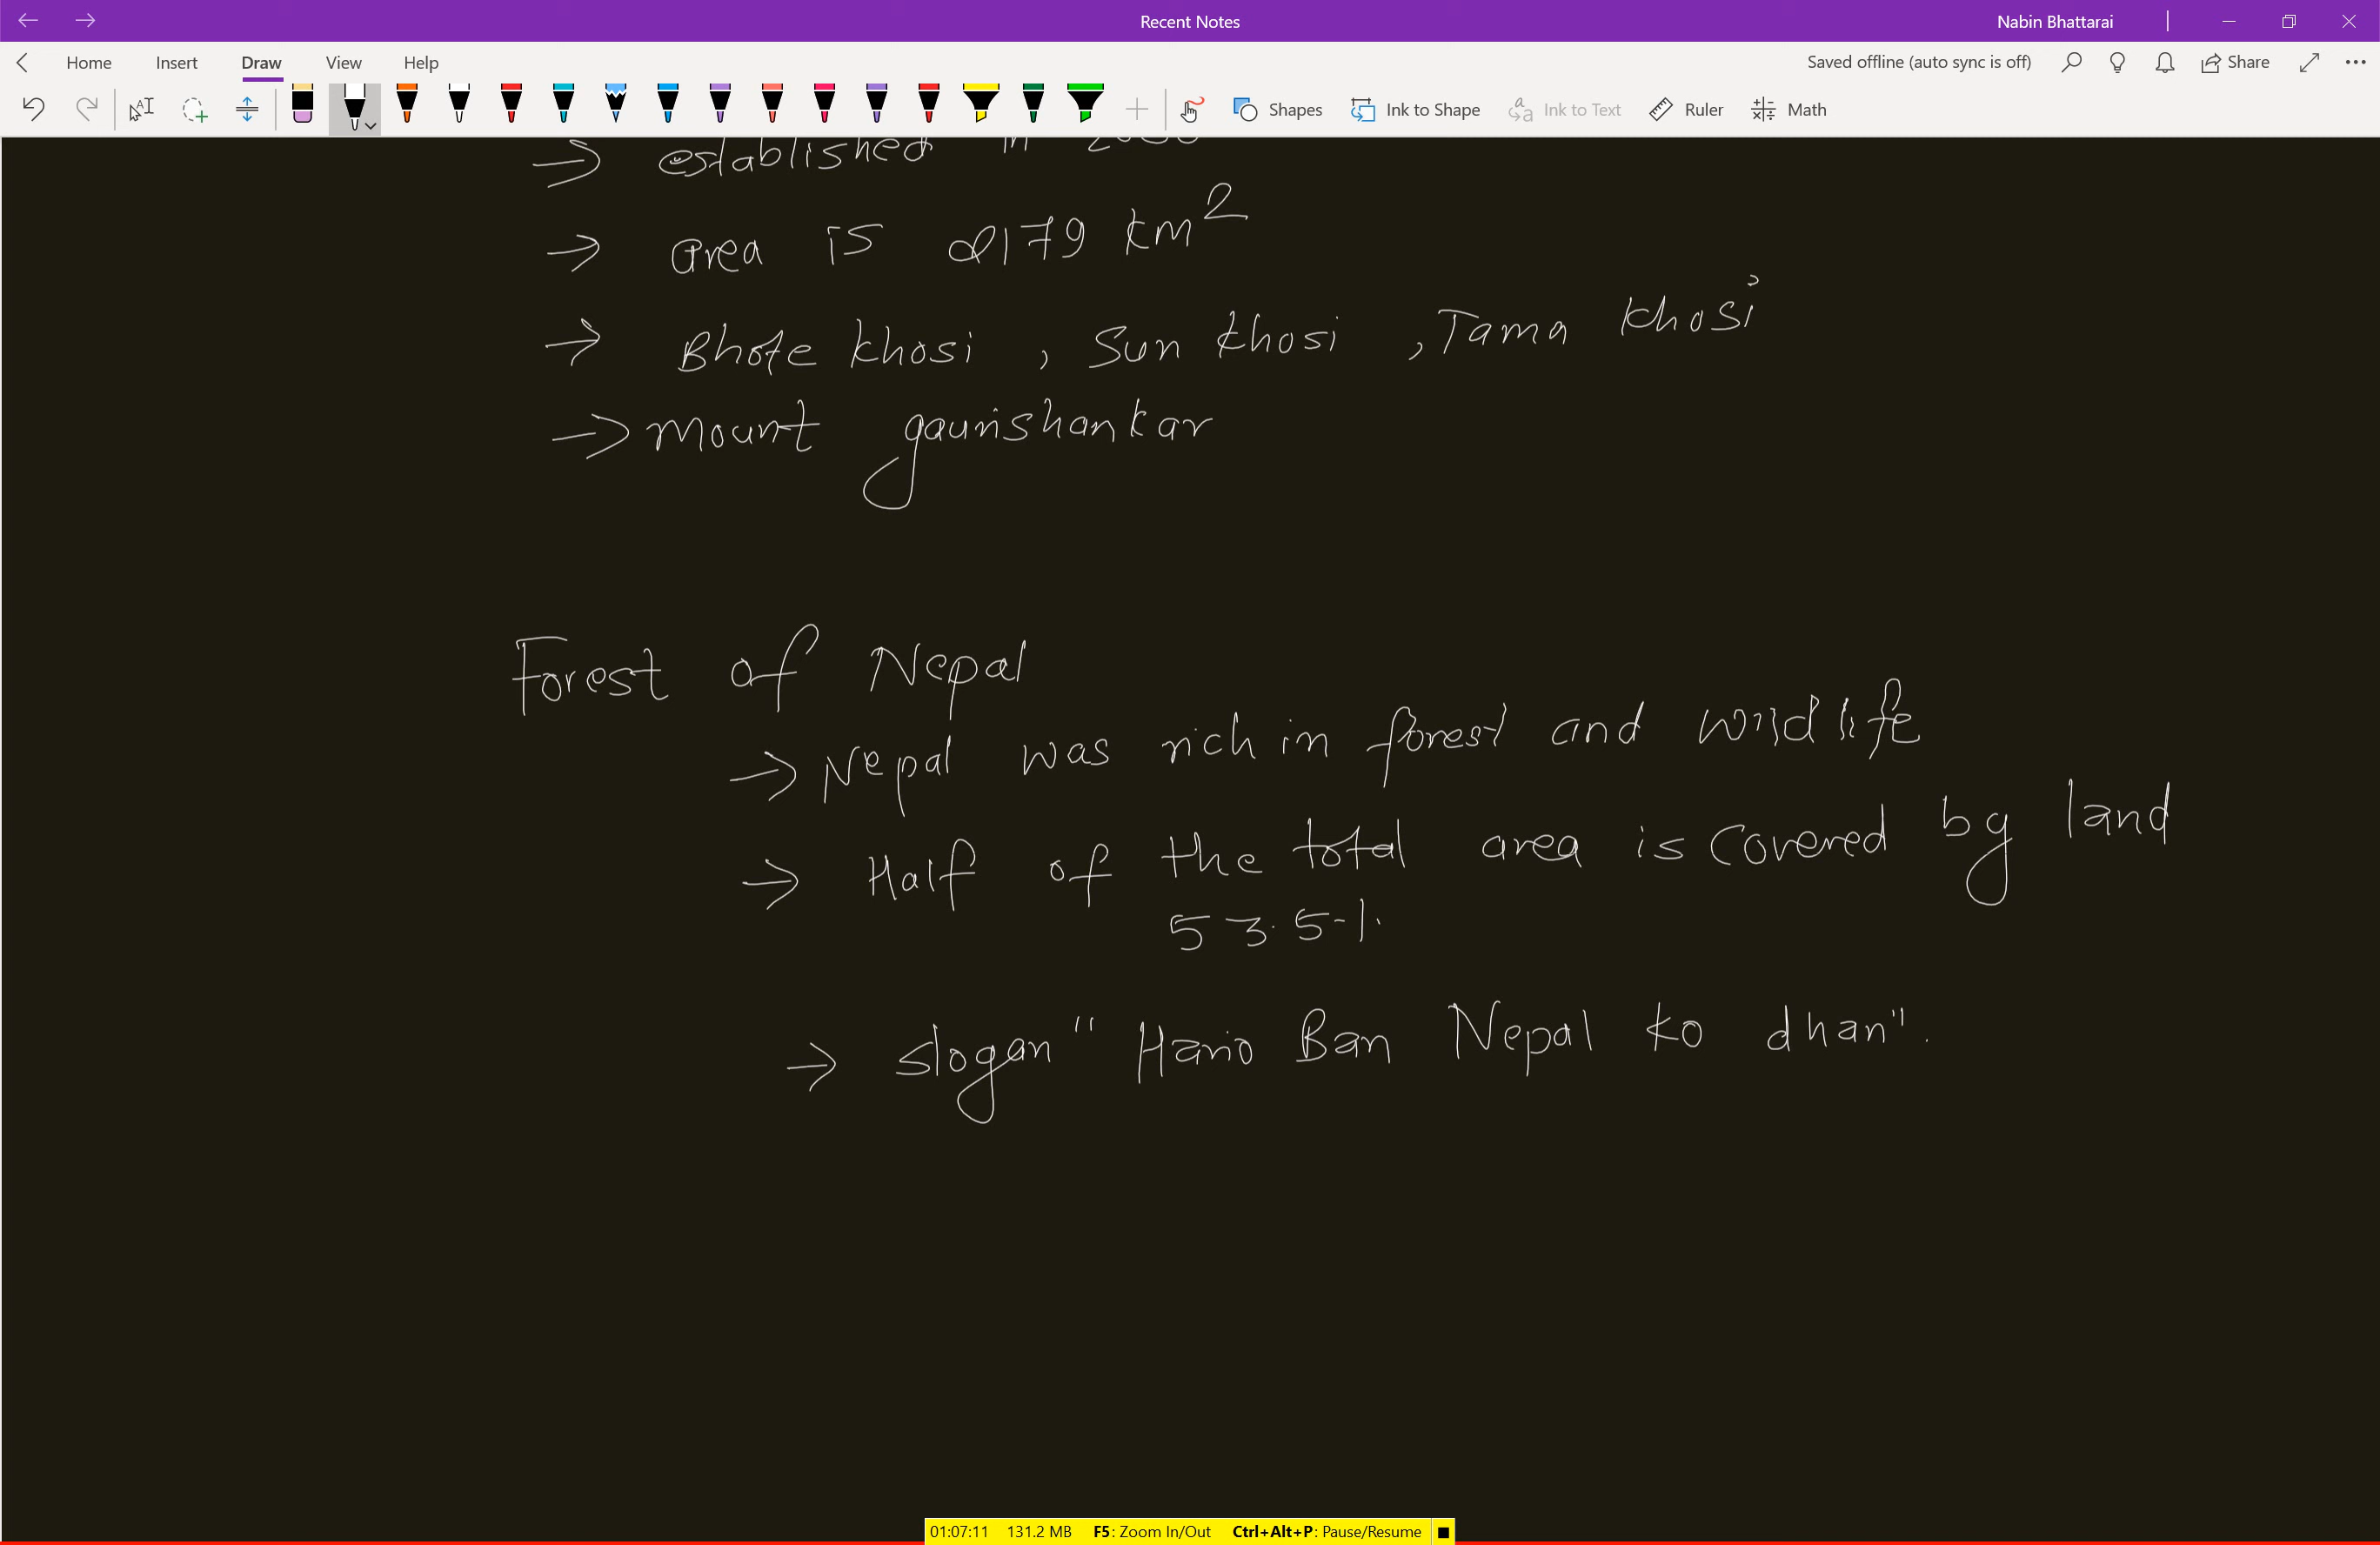 Recent Notes
Nabin Bhattarai
Home Insert Draw View Help
Saved offline (auto sync is off)
Share
Shapes Ink to Shape Ink to Text Ruler Math
→ established in
→ area is 2179 km²
→ Bhote khosi , Sun khosi , Tama khosi
→ mount gaurishankar
Forest of Nepal
→ Nepal was rich in forest and wild life
→ Half of the total area is covered by land
53.5%
→ slogan " Hario Ban Nepal ko dhan".
01:07:11 131.2 MB F5: Zoom In/Out Ctrl+Alt+P: Pause/Resume